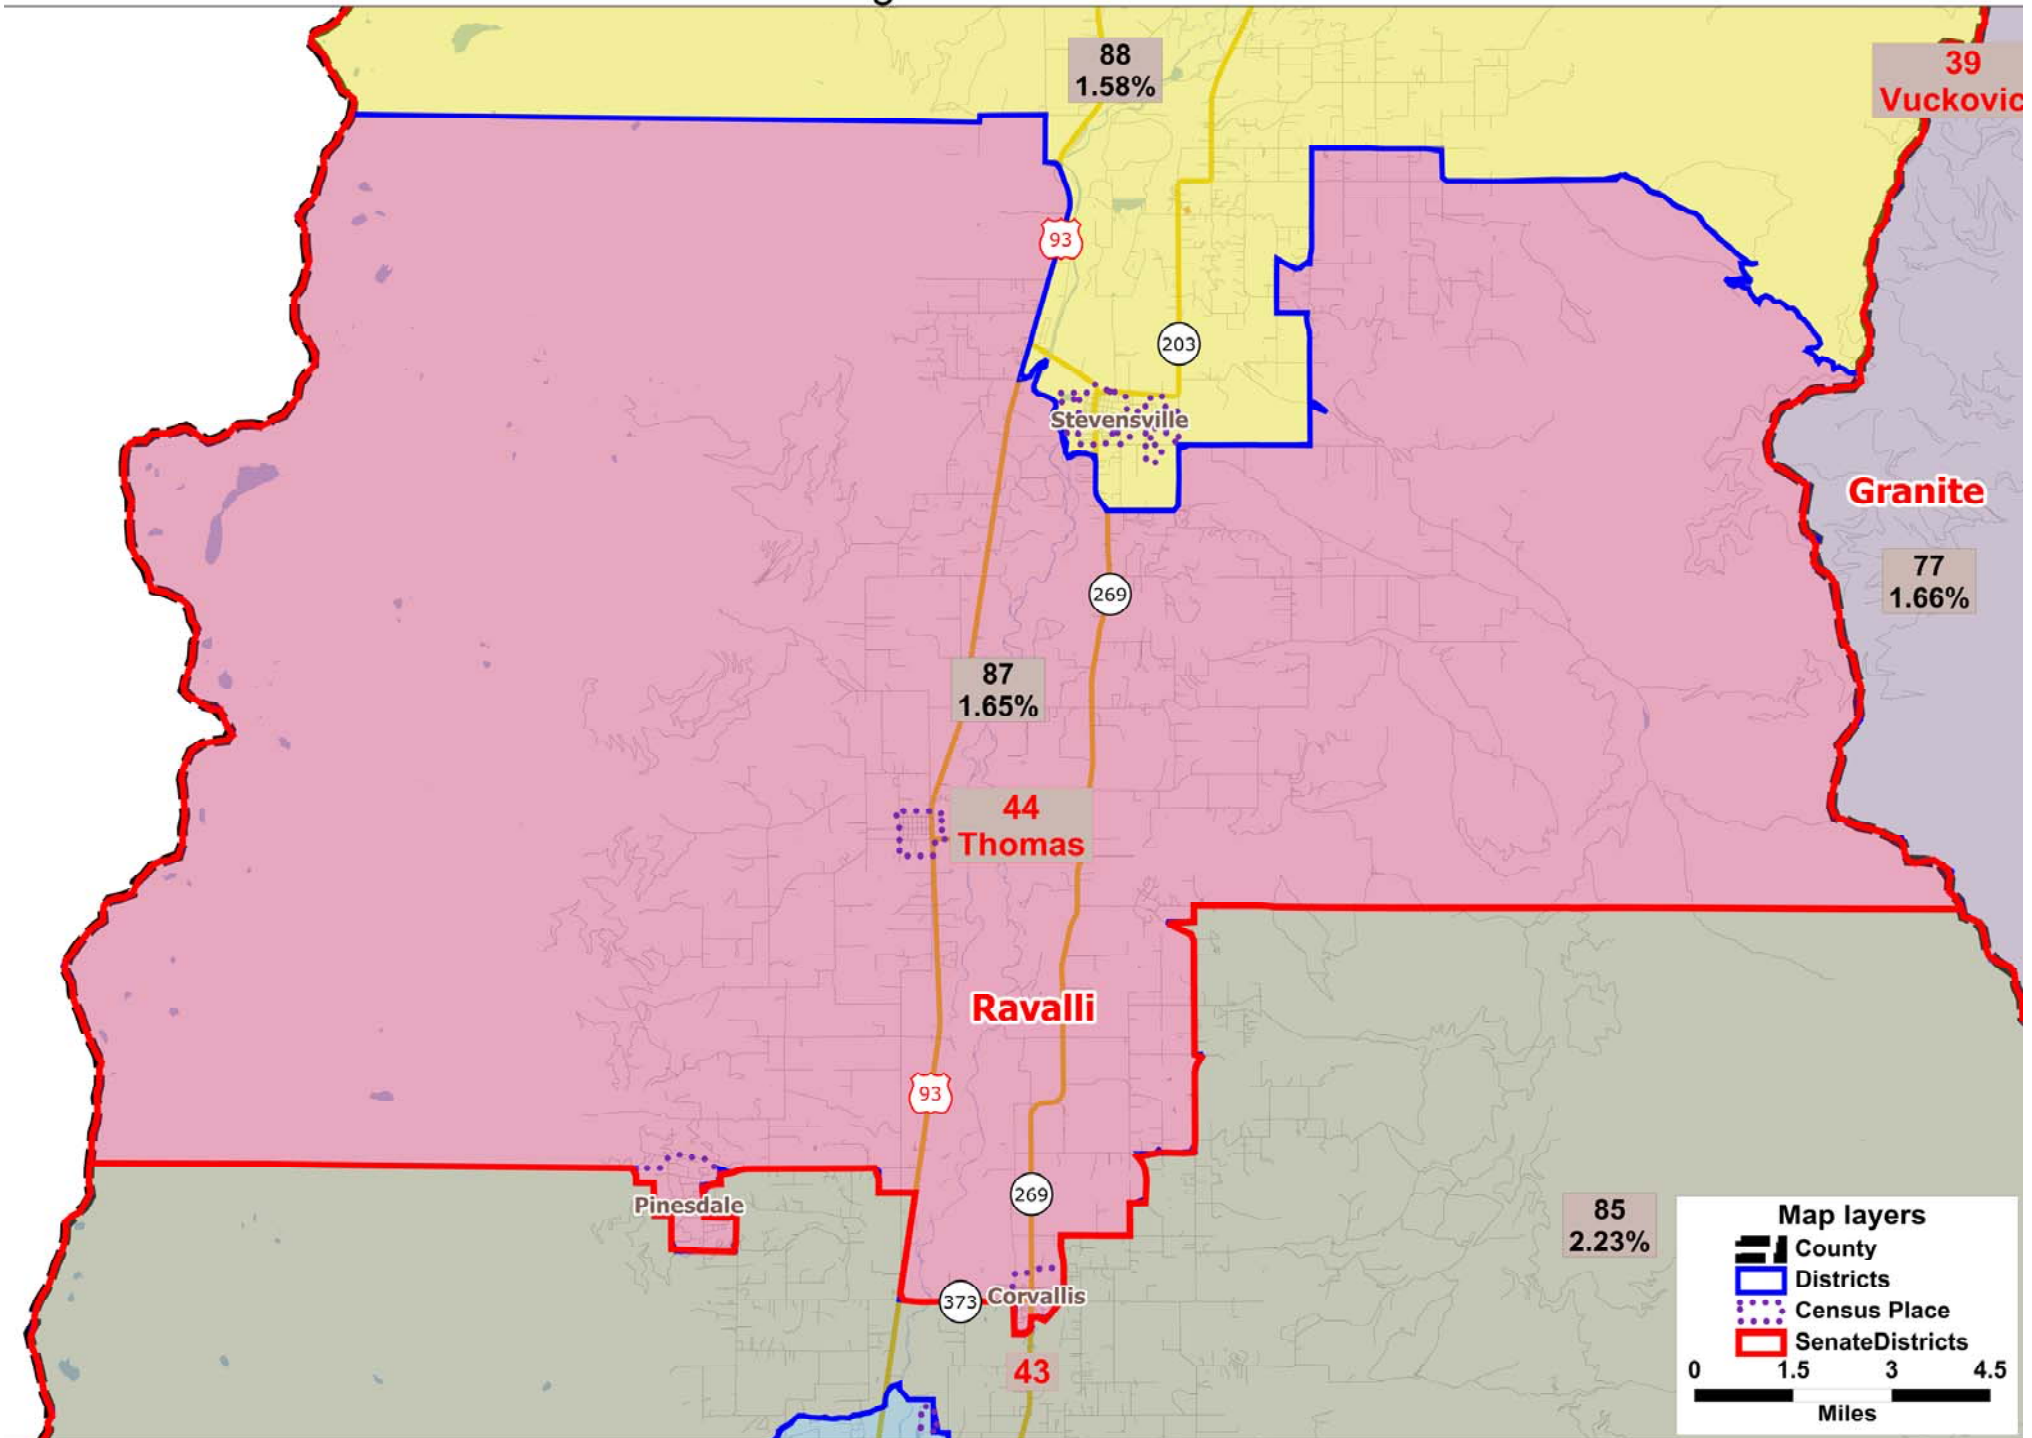 88
1.58%
39
Vuckovic
93
203
Stevensville
Granite
77
1.66%
269
87
1.65%
44
Thomas
Ravalli
93
269
Pinesdale
373
Corvallis
43
85
2.23%
Map layers
County
Districts
Census Place
SenateDistricts
0 1.5 3 4.5
Miles